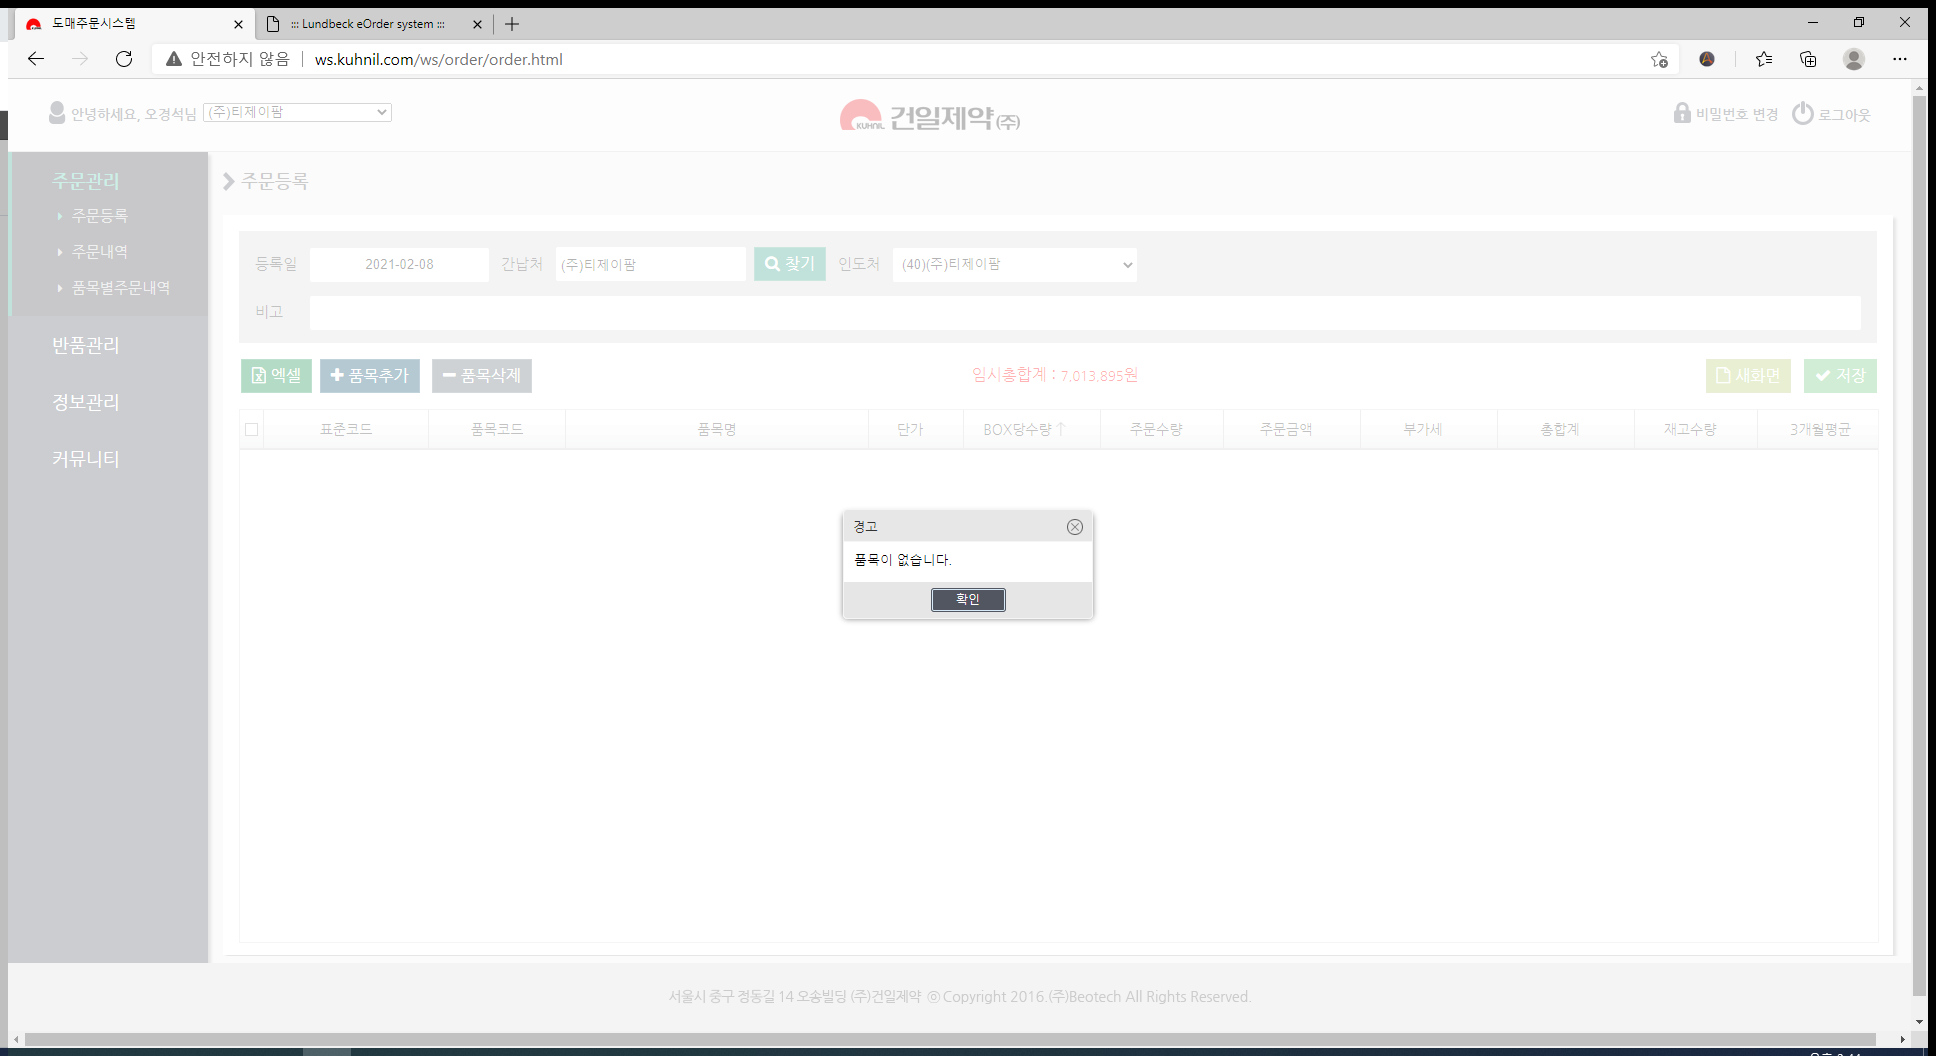 도매주문시스템
::: Lundbeck eOrder system :::
안전하지 않음
ws.kuhnil.com/ws/order/order.html
안녕하세요, 오경석님
(주)티제이팜
KUHNIL 건일제약(주)
비밀번호 변경
로그아웃
주문관리
주문등록
주문내역
품목별주문내역
반품관리
정보관리
커뮤니티
주문등록
등록일 2021-02-08 간납처 (주)티제이팜 찾기 인도처 (40)(주)티제이팜
비고
엑셀 품목추가 품목삭제 임시총합계 : 7,013,895원 새화면 저장
표준코드 품목코드 품목명 단가 BOX당수량↑ 주문수량 주문금액 부가세 총합계 재고수량 3개월평균
경고
품목이 없습니다.
확인
서울시 중구 정동길 14 오송빌딩 (주)건일제약 ⓒ Copyright 2016.(주)Beotech All Rights Reserved.